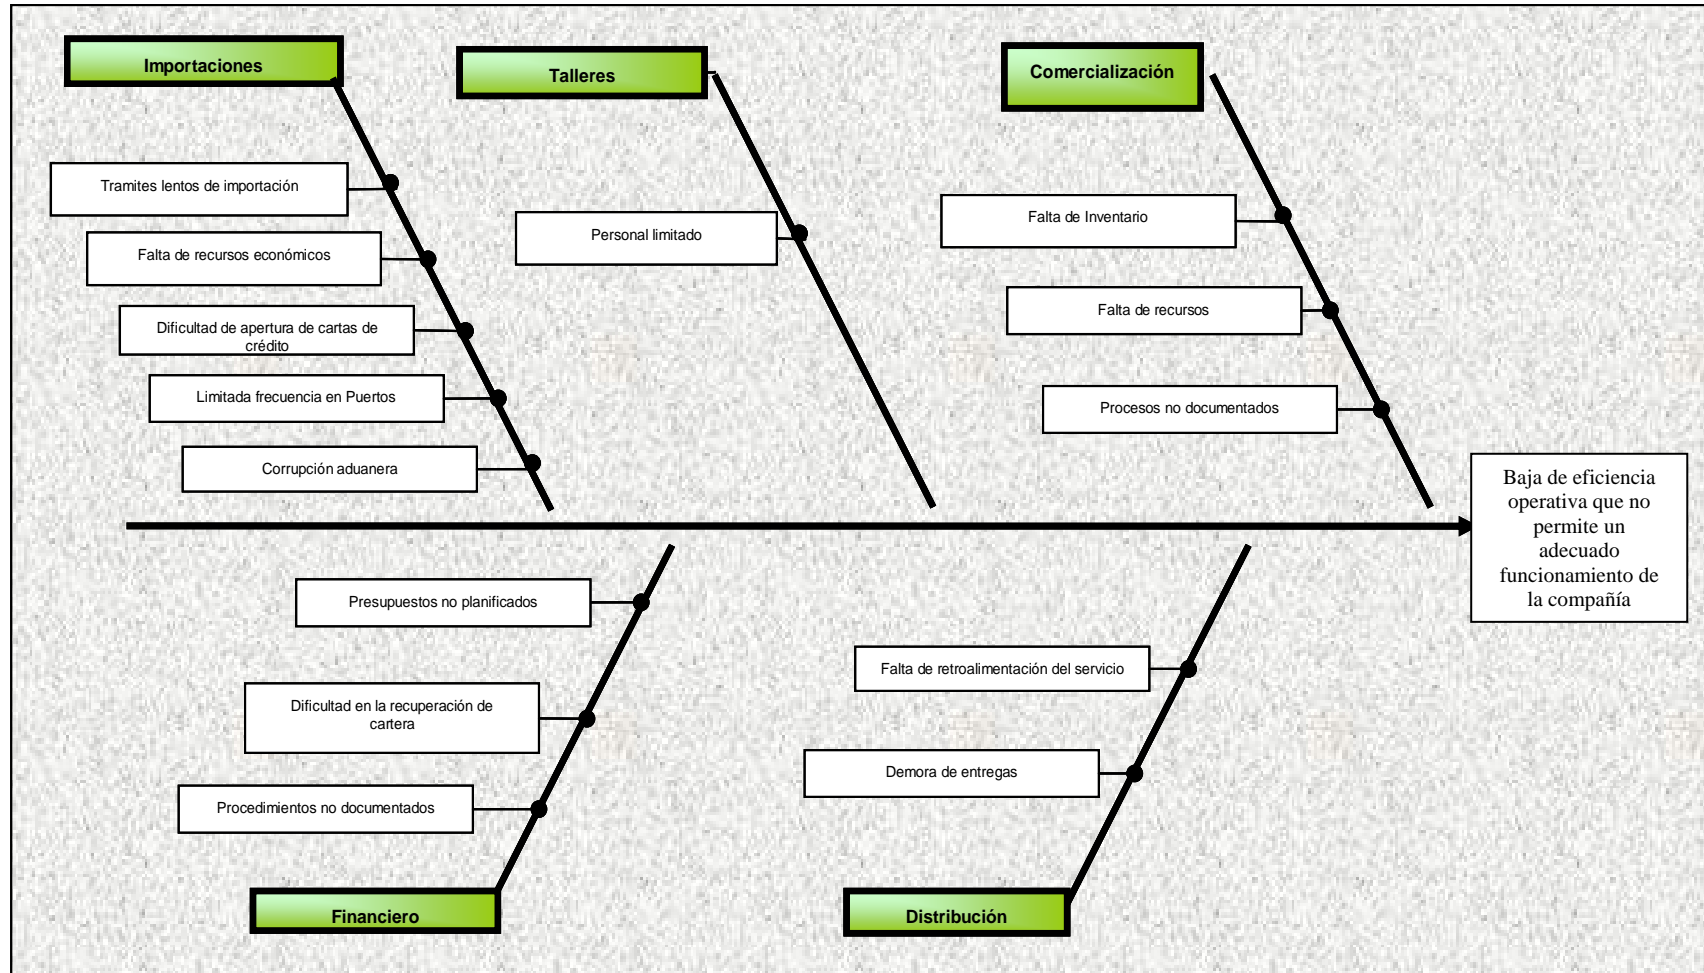 Importaciones
Talleres
Comercialización
Tramites lentos de importación
Falta de recursos económicos
Dificultad de apertura de cartas de
crédito
Limitada frecuencia en Puertos
Corrupción aduanera
Personal limitado
Falta de Inventario
Falta de recursos
Procesos no documentados
Baja de eficiencia
operativa que no
permite un
adecuado
funcionamiento de
la compañía
Presupuestos no planificados
Dificultad en la recuperación de
cartera
Procedimientos no documentados
Falta de retroalimentación del servicio
Demora de entregas
Financiero
Distribución